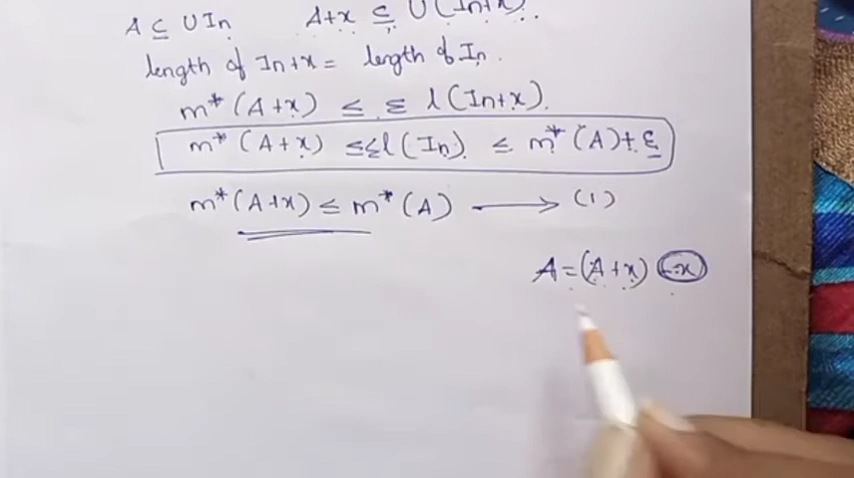 A ⊆ ∪ In A+x ⊆ ∪(In+x).
length of In+x = length of In.
m*(A+x) ≤ Σ l(In+x).
m*(A+x) ≤ Σl(In) ≤ m*(A)+ε
m*(A+x) ≤ m*(A) ⟶ (1)
A=(A+x) -x